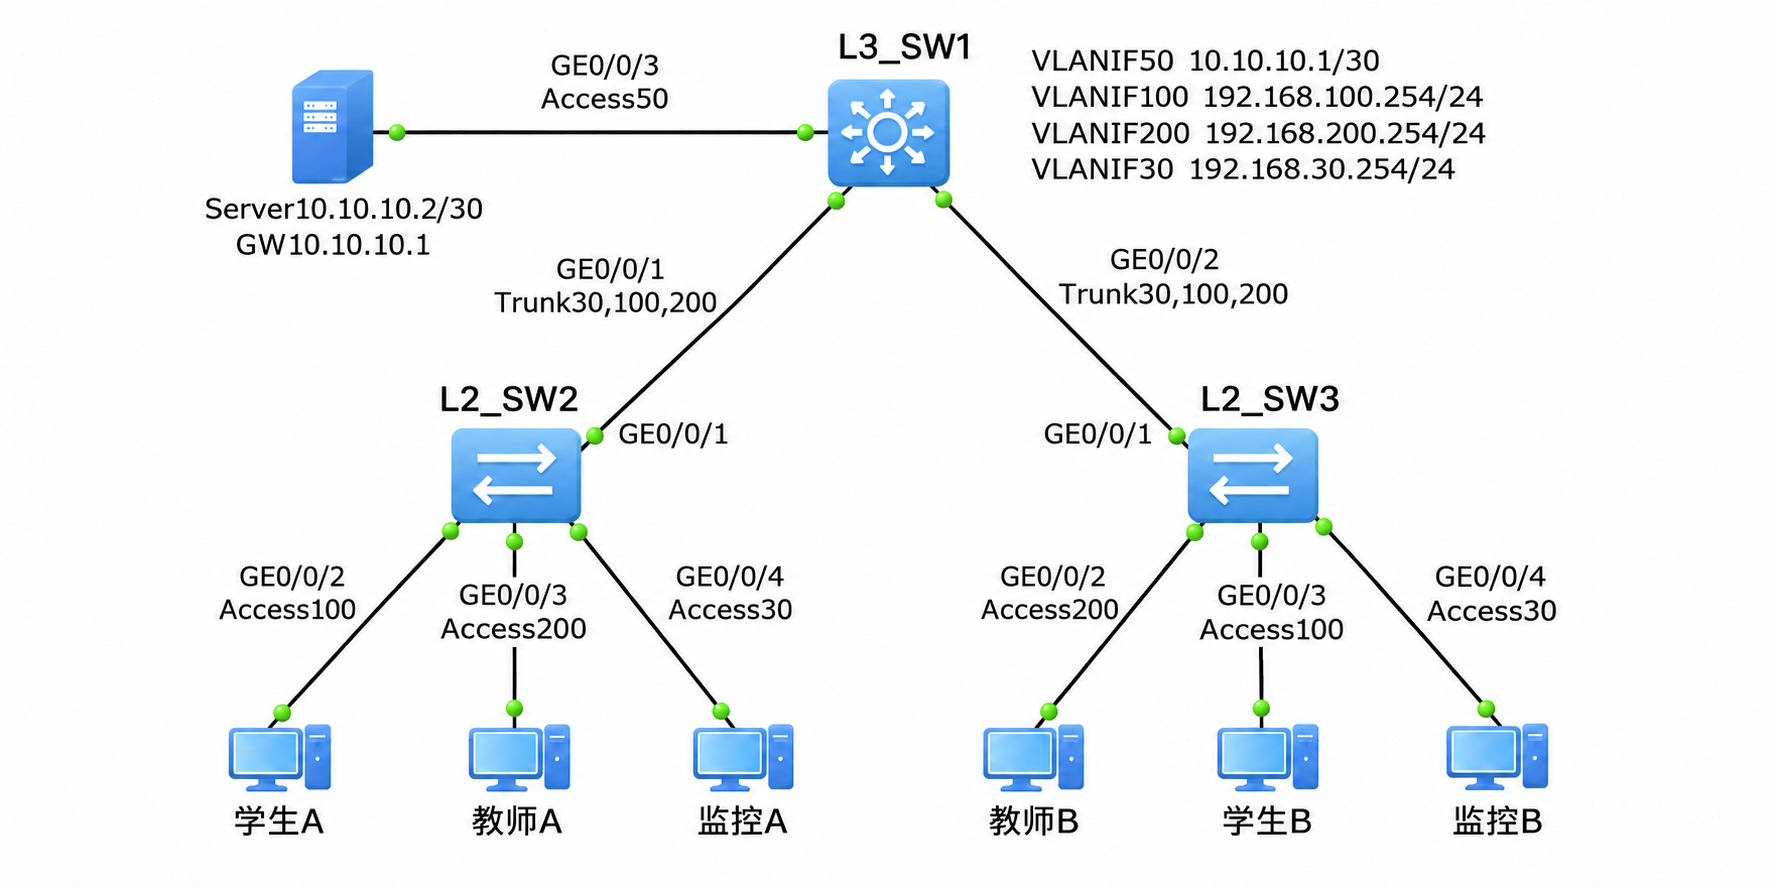 L3_SW1
GE0/0/3
Access50
VLANIF50 10.10.10.1/30
VLANIF100 192.168.100.254/24
VLANIF200 192.168.200.254/24
VLANIF30 192.168.30.254/24
Server10.10.10.2/30
GW10.10.10.1
GE0/0/1
Trunk30,100,200
GE0/0/2
Trunk30,100,200
L2_SW2
GE0/0/1
L2_SW3
GE0/0/1
GE0/0/2
Access100
GE0/0/3
Access200
GE0/0/4
Access30
GE0/0/2
Access200
GE0/0/3
Access100
GE0/0/4
Access30
学生A
教师A
监控A
教师B
学生B
监控B